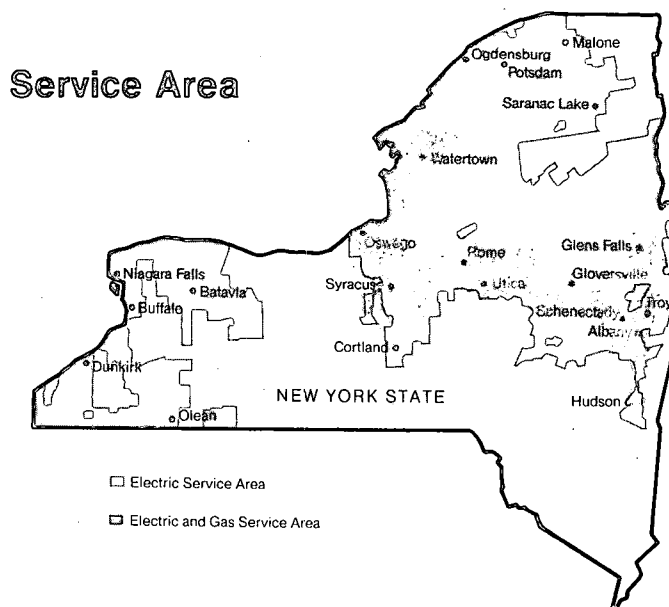 Service Area
Malone
Ogdensburg
Potsdam
Saranac Lake
Watertown
Oswego
Rome
Glens Falls
Niagara Falls
Batavia
Syracuse
Utica
Gloversville
Buffalo
Schenectady
Troy
Albany
Cortland
Dunkirk
NEW YORK STATE
Hudson
Olean
Electric Service Area
Electric and Gas Service Area